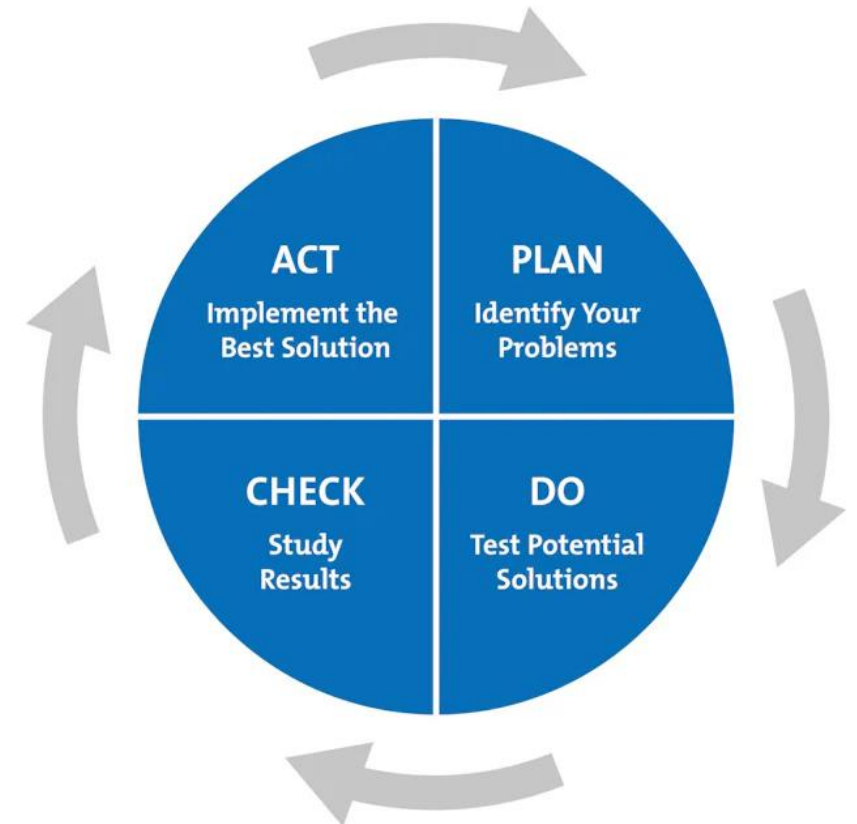 ACT
Implement the
Best Solution
PLAN
Identify Your
Problems
CHECK
Study
Results
DO
Test Potential
Solutions